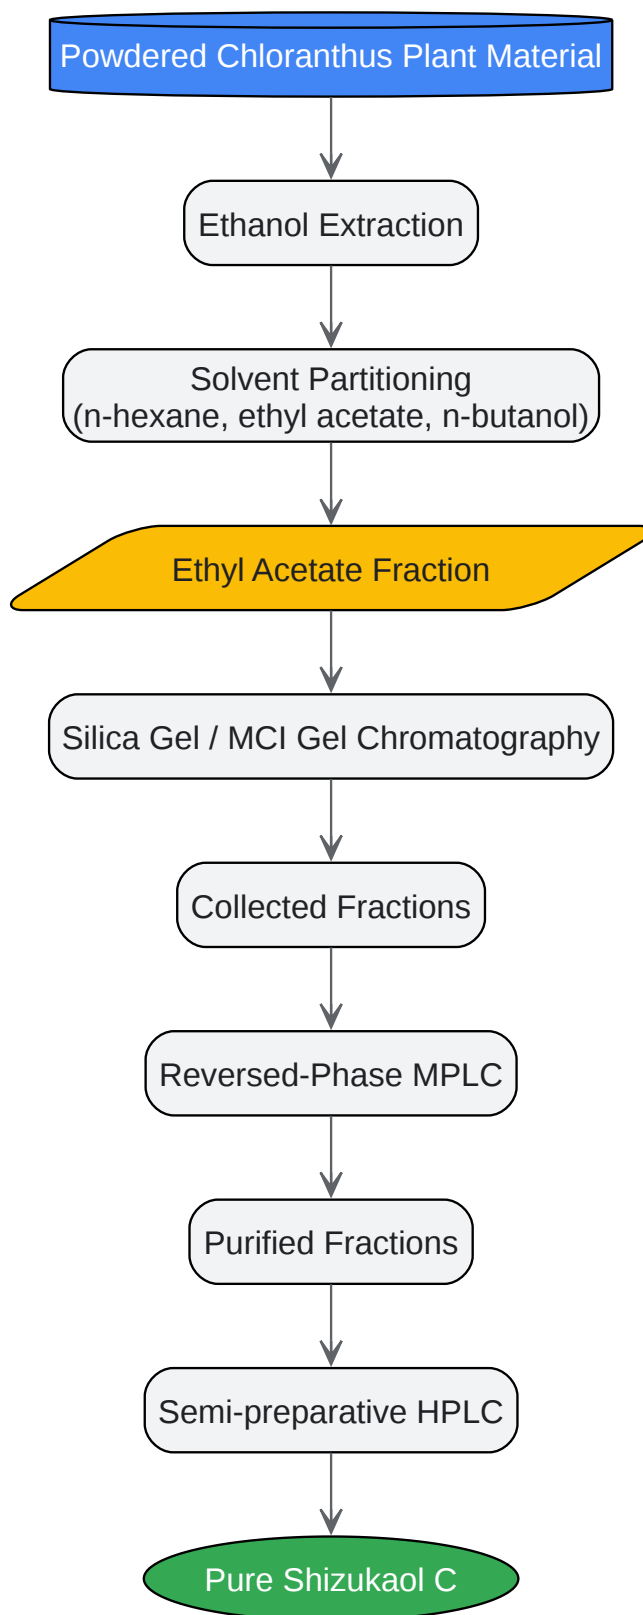 Powdered Chloranthus Plant Material
Ethanol Extraction
Solvent Partitioning
(n-hexane, ethyl acetate, n-butanol)
Ethyl Acetate Fraction
Silica Gel / MCI Gel Chromatography
Collected Fractions
Reversed-Phase MPLC
Purified Fractions
Semi-preparative HPLC
Pure Shizukaol C